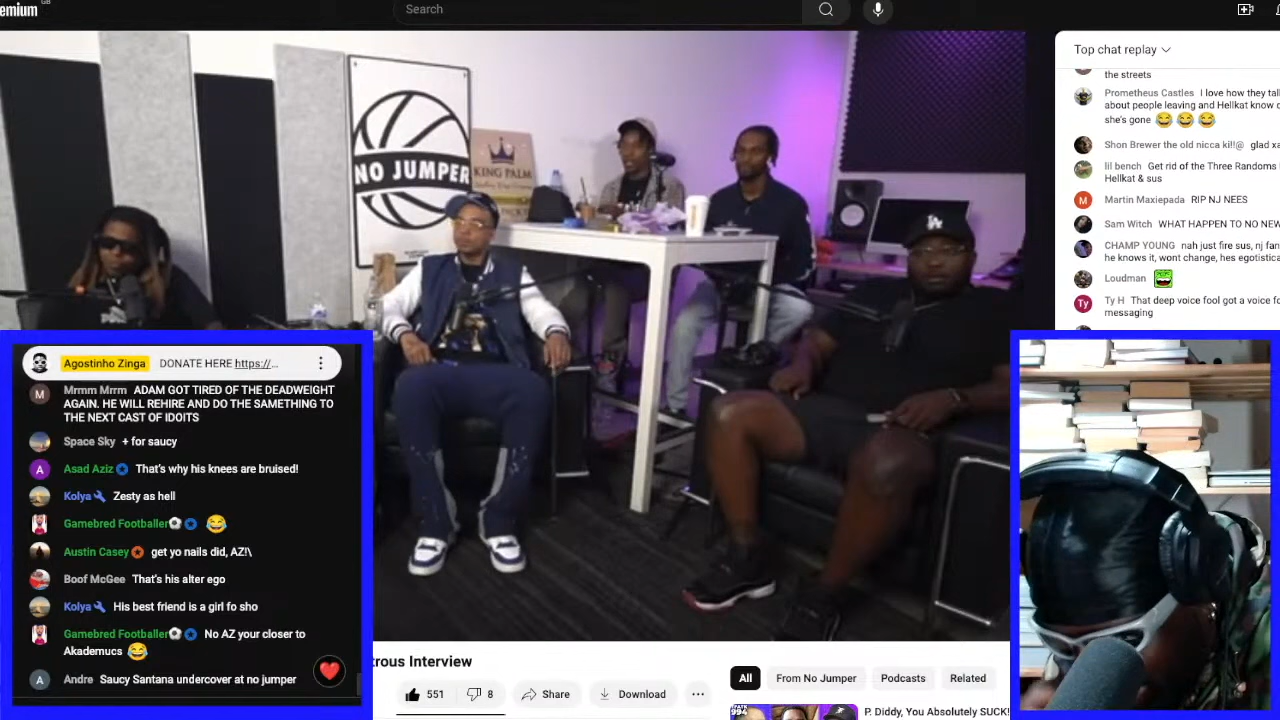 emium
GB
Search
Top chat replay
the streets
Prometheus Castles I love how they tal
about people leaving and Hellkat know
she's gone
Shon Brewer the old nicca ki!!@ glad xa
lil bench Get rid of the Three Randoms
Hellkat & sus
Martin Maxiepada RIP NJ NEES
Sam Witch WHAT HAPPEN TO NO NEW
CHAMP YOUNG nah just fire sus, nj fan
he knows it, wont change, hes egotistica
Loudman
Ty H That deep voice fool got a voice fo
messaging
NO JUMPER
KING PALM
LA
Agostinho Zinga DONATE HERE https://...
Mrmm Mrrm ADAM GOT TIRED OF THE DEADWEIGHT
AGAIN. HE WILL REHIRE AND DO THE SAMETHING TO
THE NEXT CAST OF IDOITS
Space Sky + for saucy
Asad Aziz That's why his knees are bruised!
Kolya Zesty as hell
Gamebred Footballer
Austin Casey get yo nails did, AZ!\
Boof McGee That's his alter ego
Kolya His best friend is a girl fo sho
Gamebred Footballer No AZ your closer to
Akademucs
Andre Saucy Santana undercover at no jumper
trous Interview
551
8
Share
Download
All
From No Jumper
Podcasts
Related
P. Diddy, You Absolutely SUCK!